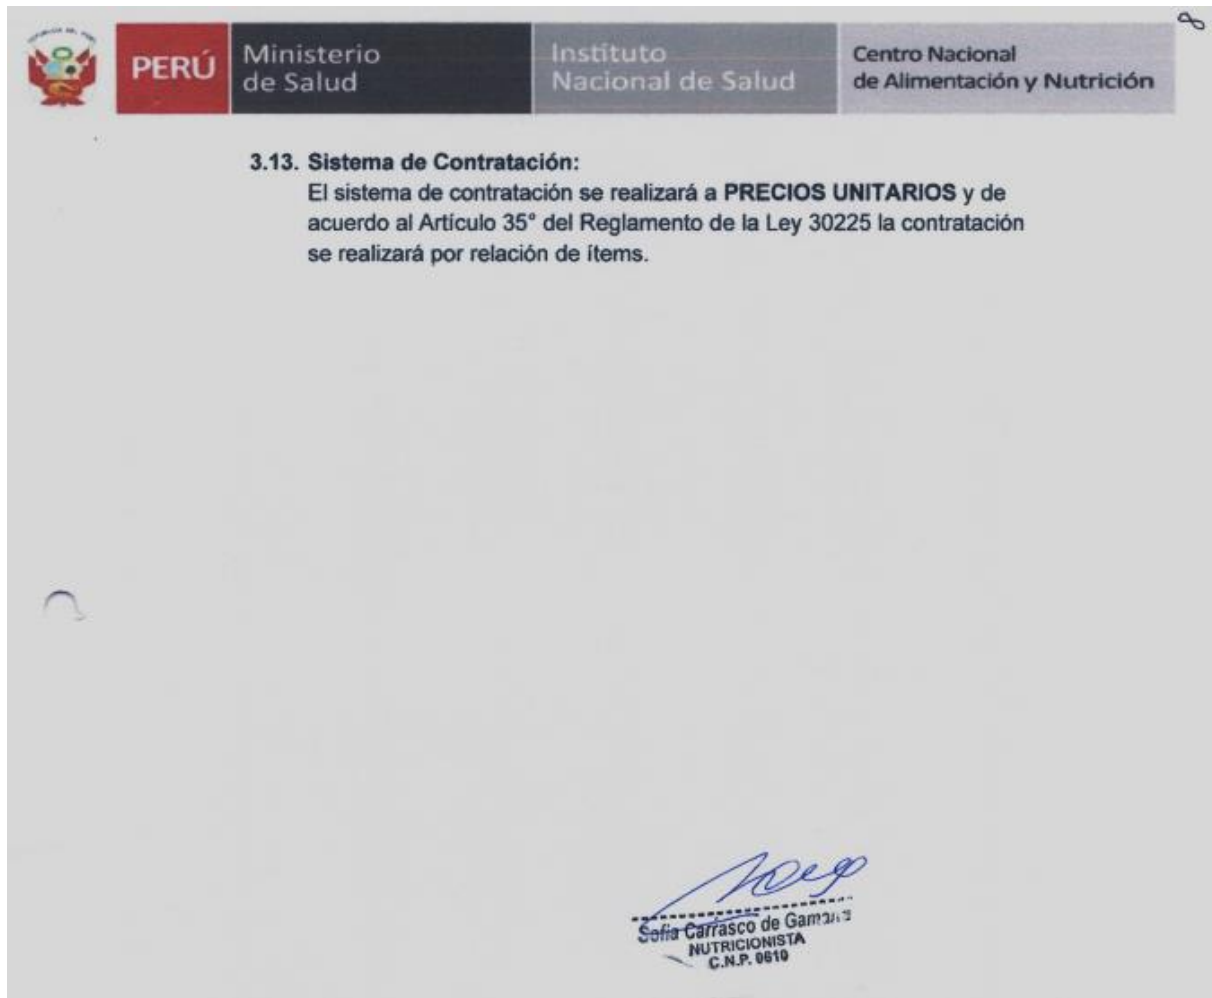 8
PERÚ
Ministerio
de Salud
Instituto
Nacional de Salud
Centro Nacional
de Alimentación y Nutrición
3.13. Sistema de Contratación:
El sistema de contratación se realizará a PRECIOS UNITARIOS y de
acuerdo al Artículo 35° del Reglamento de la Ley 30225 la contratación
se realizará por relación de ítems.
Sofia Carrasco de
NUTRICIONISTA
C.N.P. 0610